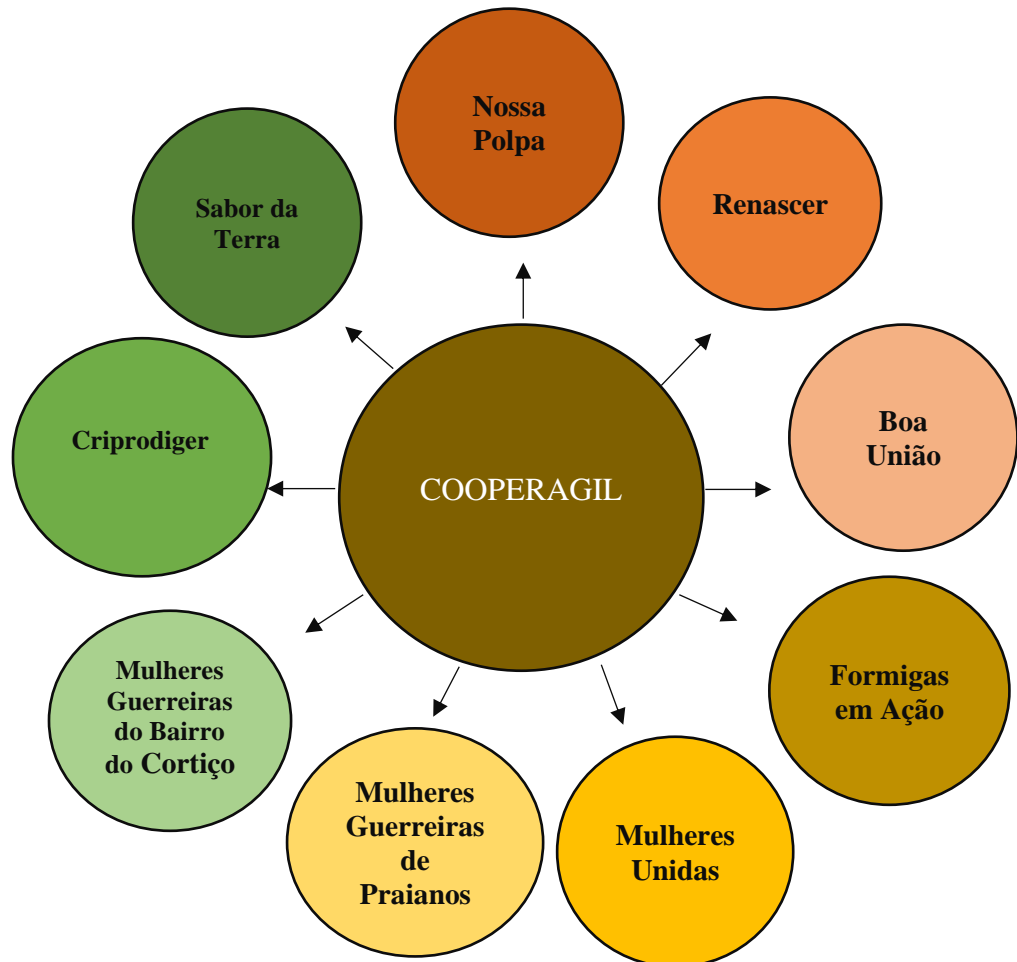 Nossa
Polpa
Renascer
Sabor da
Terra
Boa
União
Criprodiger
COOPERAGIL
Formigas
em Ação
Mulheres
Guerreiras
do Bairro
do Cortiço
Mulheres
Guerreiras
de
Praianos
Mulheres
Unidas